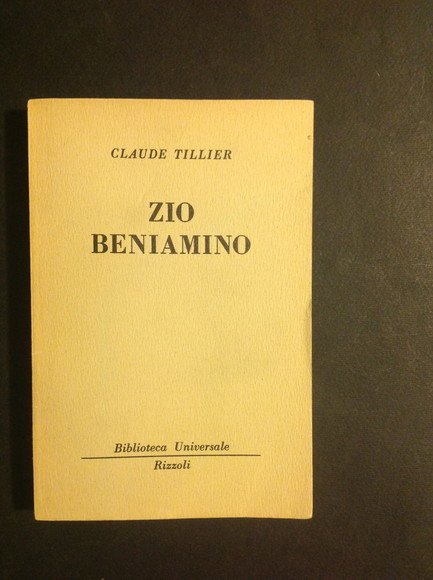 CLAUDE TILLIER
ZIO
BENIAMINO
Biblioteca Universale
Rizzoli